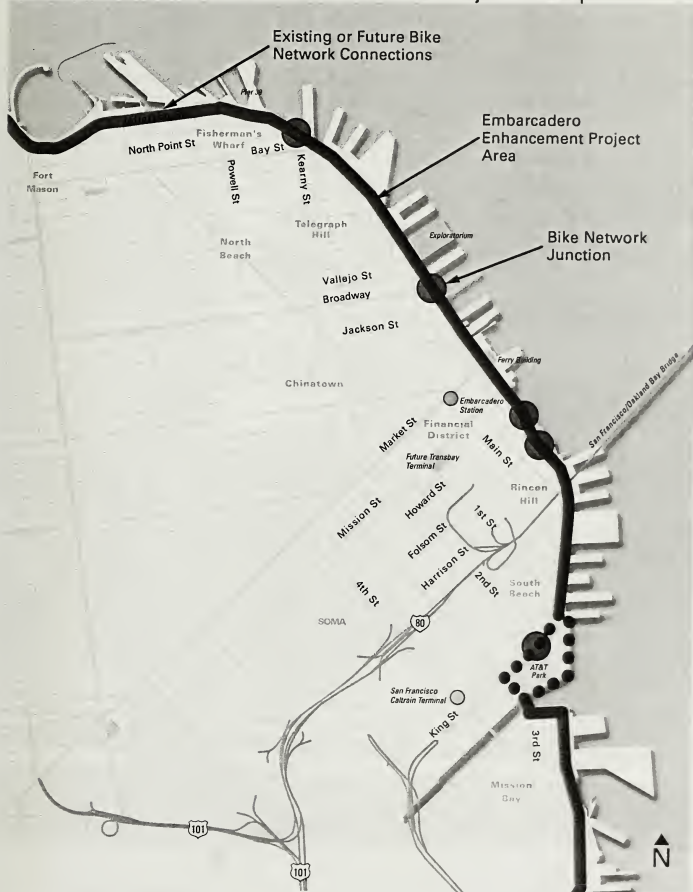 Existing or Future Bike
Network Connections
Pier 39
Embarcadero
Enhancement Project
Area
Fisherman's
Wharf
North Point St
Bay St
Kearny St
Powell St
Fort
Mason
Telegraph
Hill
North
Beach
Exploratorium
Bike Network
Junction
Vallejo St
Broadway
Jackson St
Ferry Building
San Francisco/Oakland Bay Bridge
Chinatown
Embarcadero
Station
Market St
Financial
District
Main St
Future Transbay
Terminal
Rincon
Hill
Mission St
Howard St
1st St
Folsom St
Harrison St
2nd St
South
Beach
4th St
SOMA
80
AT&T
Park
San Francisco
Caltrain Terminal
King St
3rd St
Mission
Bay
101
101
N